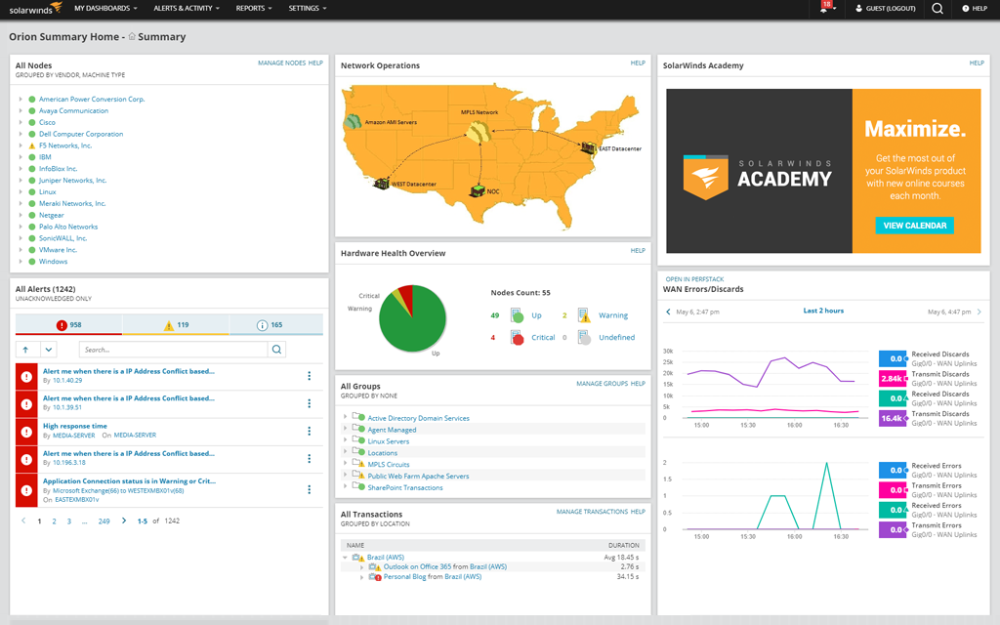 solarwinds MY DASHBOARDS ALERTS & ACTIVITY REPORTS SETTINGS 18 GUEST (LOGOUT) HELP
Orion Summary Home - Summary
All Nodes MANAGE NODES HELP
GROUPED BY VENDOR, MACHINE TYPE
American Power Conversion Corp.
Avaya Communication
Cisco
Dell Computer Corporation
F5 Networks, Inc.
IBM
InfoBlox Inc.
Juniper Networks, Inc.
Linux
Meraki Networks, Inc.
Netgear
Palo Alto Networks
SonicWALL, Inc.
VMware Inc.
Windows
All Alerts (1242)
UNACKNOWLEDGED ONLY
958 119 165
Search...
Alert me when there is a IP Address Conflict based...
By 10.1.40.29
Alert me when there is a IP Address Conflict based...
By 10.1.39.51
High response time
By MEDIA-SERVER On MEDIA-SERVER
Alert me when there is a IP Address Conflict based...
By 10.196.3.18
Application Connection status is in Warning or Crit...
By Microsoft Exchange(66) to WESTEXMBX01v(68)
On EASTEXMBX01v
1 2 3 ... 249 1-5 of 1242
Network Operations HELP
MPLS Network
Amazon AMI Servers
EAST Datacenter
WEST Datacenter
NOC
Hardware Health Overview HELP
Critical
Warning
Up
Nodes Count: 55
49 Up 2 Warning
4 Critical 0 Undefined
All Groups MANAGE GROUPS HELP
GROUPED BY NONE
Active Directory Domain Services
Agent Managed
Linux Servers
Locations
MPLS Circuits
Public Web Farm Apache Servers
SharePoint Transactions
All Transactions MANAGE TRANSACTIONS HELP
GROUPED BY LOCATION
NAME DURATION
Brazil (AWS) Avg 18.45 s
Outlook on Office 365 from Brazil (AWS) 2.76 s
Personal Blog from Brazil (AWS) 34.15 s
SolarWinds Academy HELP
SOLARWINDS
ACADEMY
Maximize.
Get the most out of
your SolarWinds product
with new online courses
each month.
VIEW CALENDAR
OPEN IN PERFSTACK
WAN Errors/Discards
May 6, 2:47 pm Last 2 hours May 6, 4:47 pm
30k
25k
20k
15k
10k
5k
0
15:00 15:30 16:00 16:30
0.0 Received Discards
Gig0/0 - WAN Uplinks
2.84k Transmit Discards
Gig0/0 - WAN Uplinks
0.0 Received Discards
Gig0/0 - WAN Uplinks
16.4k Transmit Discards
Gig0/0 - WAN Uplinks
2
1.5
1
0.5
0
15:00 15:30 16:00 16:30
0.0 Received Errors
Gig0/0 - WAN Uplinks
0.0 Transmit Errors
Gig0/0 - WAN Uplinks
0.0 Received Errors
Gig0/0 - WAN Uplinks
0.0 Transmit Errors
Gig0/0 - WAN Uplinks